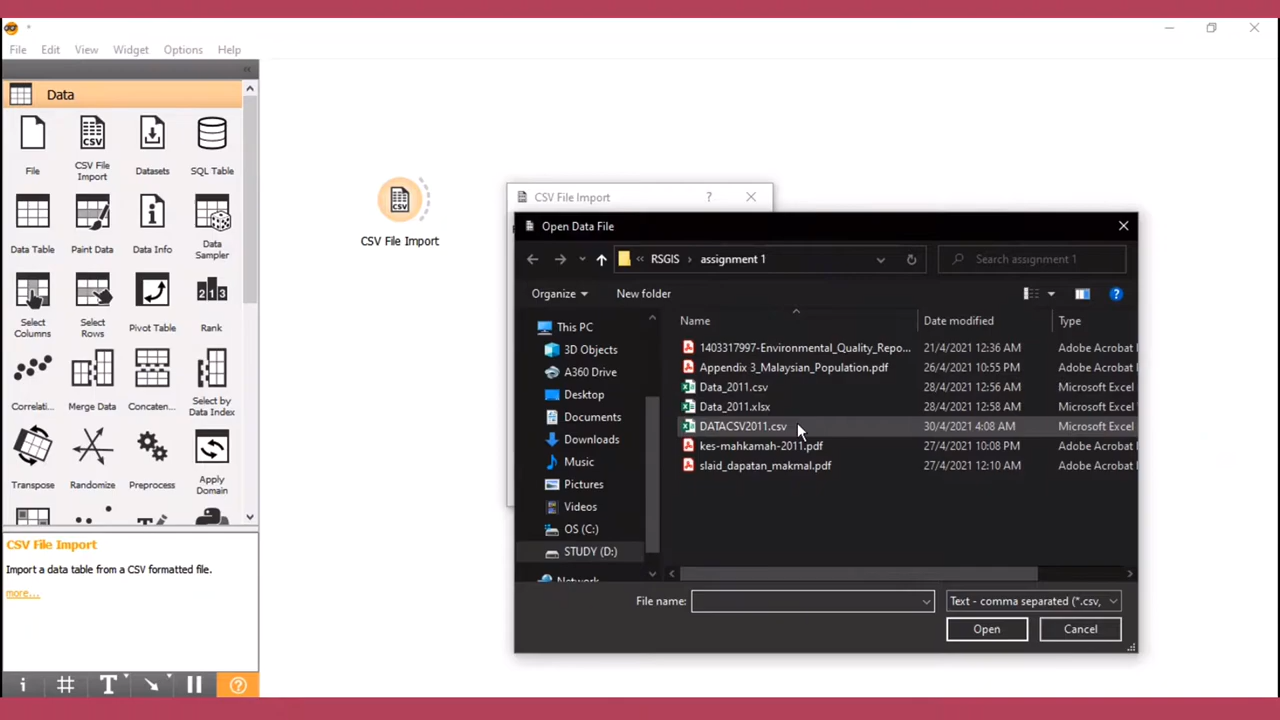 File Edit View Widget Options Help
Data
File
CSV File Import
Datasets
SQL Table
Data Table
Paint Data
Data Info
Data Sampler
Select Columns
Select Rows
Pivot Table
Rank
Correlati...
Merge Data
Concaten...
Select by Data Index
Transpose
Randomize
Preprocess
Apply Domain
CSV File Import
Import a data table from a CSV formatted file.
more...
CSV File Import
CSV File Import
Open Data File
« RSGIS › assignment 1
Search assignment 1
Organize
New folder
This PC
3D Objects
A360 Drive
Desktop
Documents
Downloads
Music
Pictures
Videos
OS (C:)
STUDY (D:)
Network
Name Date modified Type
1403317997-Environmental_Quality_Repo... 21/4/2021 12:36 AM Adobe Acrobat
Appendix 3_Malaysian_Population.pdf 26/4/2021 10:55 PM Adobe Acrobat
Data_2011.csv 28/4/2021 12:56 AM Microsoft Excel
Data_2011.xlsx 28/4/2021 12:58 AM Microsoft Excel
DATACSV2011.csv 30/4/2021 4:08 AM Microsoft Excel
kes-mahkamah-2011.pdf 27/4/2021 10:08 PM Adobe Acrobat
slaid_dapatan_makmal.pdf 27/4/2021 12:10 AM Adobe Acrobat
File name:
Text - comma separated (*.csv,
Open
Cancel